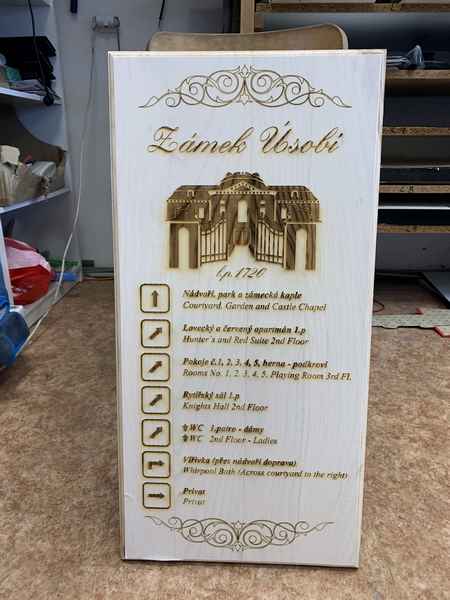 Zámek Úsobí
l.p. 1720
Nádvoří, park a zámecká kaple
Courtyard, Garden and Castle Chapel
Lovecký a červený apartmán 1.p
Hunter's and Red Suite 2nd Floor
Pokoje č.1, 2, 3, 4, 5, herna - podkroví
Rooms No. 1, 2, 3, 4, 5, Playing Room 3rd Fl.
Rytířský sál 1.p
Knights Hall 2nd Floor
WC 1.patro - dámy
WC 2nd Floor - Ladies
Vířivka (přes nádvoří doprava)
Whirpool Bath (Across courtyard to the right)
Privat
Privat